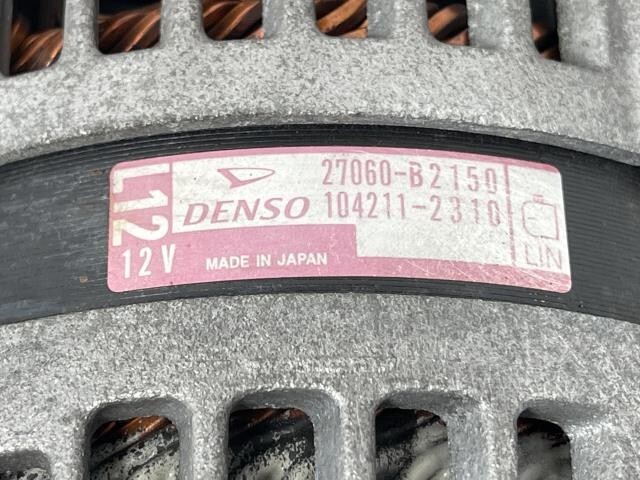 L12
27060-B2150
DENSO 104211-2310
12V MADE IN JAPAN
LIN